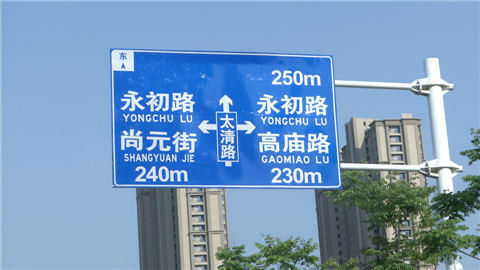 东
250m
永初路
YONGCHU LU
尚元街
SHANGYUAN JIE
240m
太清路
永初路
YONGCHU LU
高庙路
GAOMIAO LU
230m